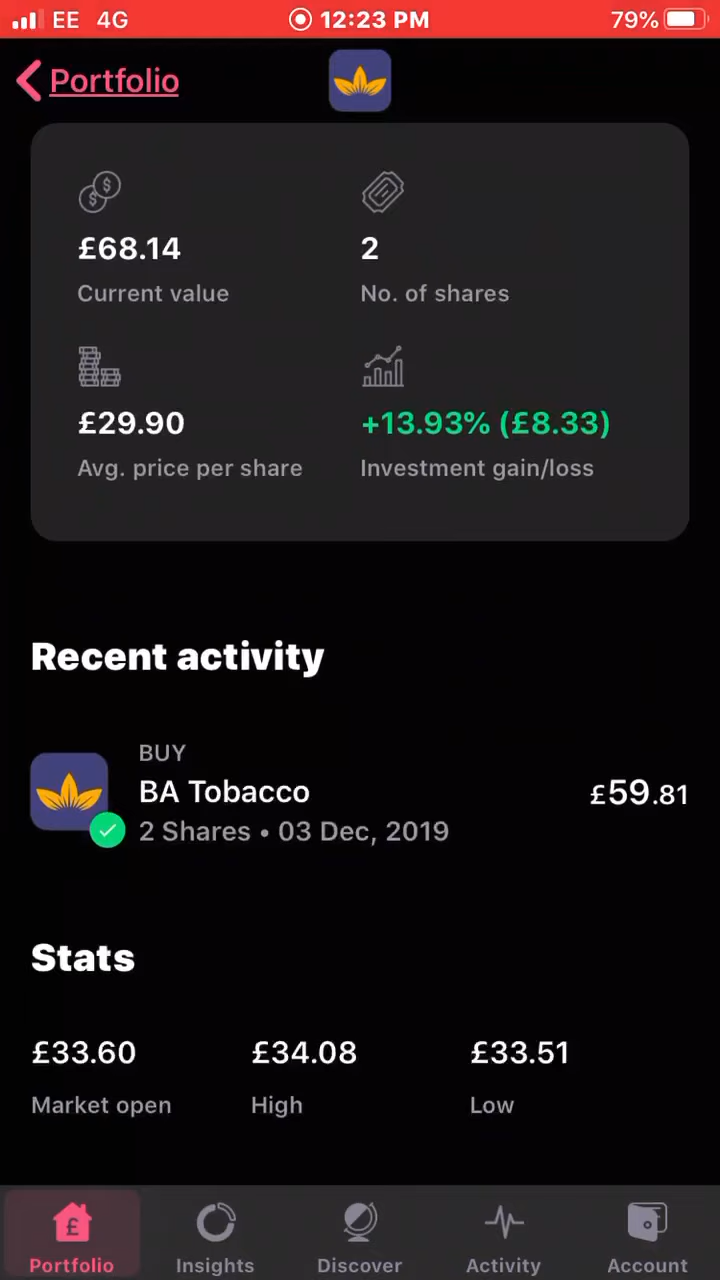 EE 4G 12:23 PM 79%
Portfolio
£68.14 2
Current value No. of shares
£29.90 +13.93% (£8.33)
Avg. price per share Investment gain/loss
Recent activity
BUY
BA Tobacco £59.81
2 Shares • 03 Dec, 2019
Stats
£33.60 £34.08 £33.51
Market open High Low
Portfolio Insights Discover Activity Account